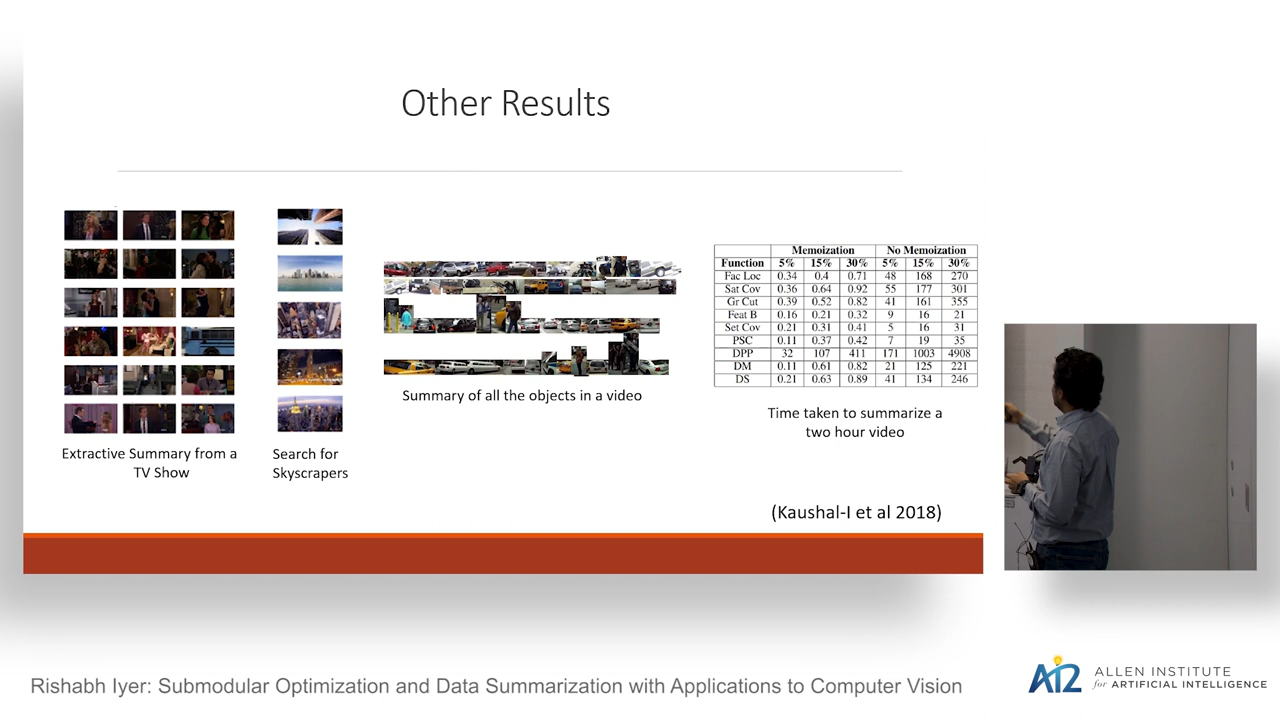 Other Results
Extractive Summary from a
TV Show
Search for
Skyscrapers
Summary of all the objects in a video
Memoization No Memoization
Function 5% 15% 30% 5% 15% 30%
Fac Loc 0.34 0.4 0.71 48 168 270
Sat Cov 0.36 0.64 0.92 55 177 301
Gr Cut 0.39 0.52 0.82 41 161 355
Feat B 0.16 0.21 0.32 9 16 21
Set Cov 0.21 0.31 0.41 5 16 31
PSC 0.11 0.37 0.42 7 19 35
DPP 32 107 411 171 1003 4908
DM 0.11 0.61 0.82 21 125 221
DS 0.21 0.63 0.89 41 134 246
Time taken to summarize a
two hour video
(Kaushal-I et al 2018)
Rishabh Iyer: Submodular Optimization and Data Summarization with Applications to Computer Vision
AI2
ALLEN INSTITUTE
for ARTIFICIAL INTELLIGENCE